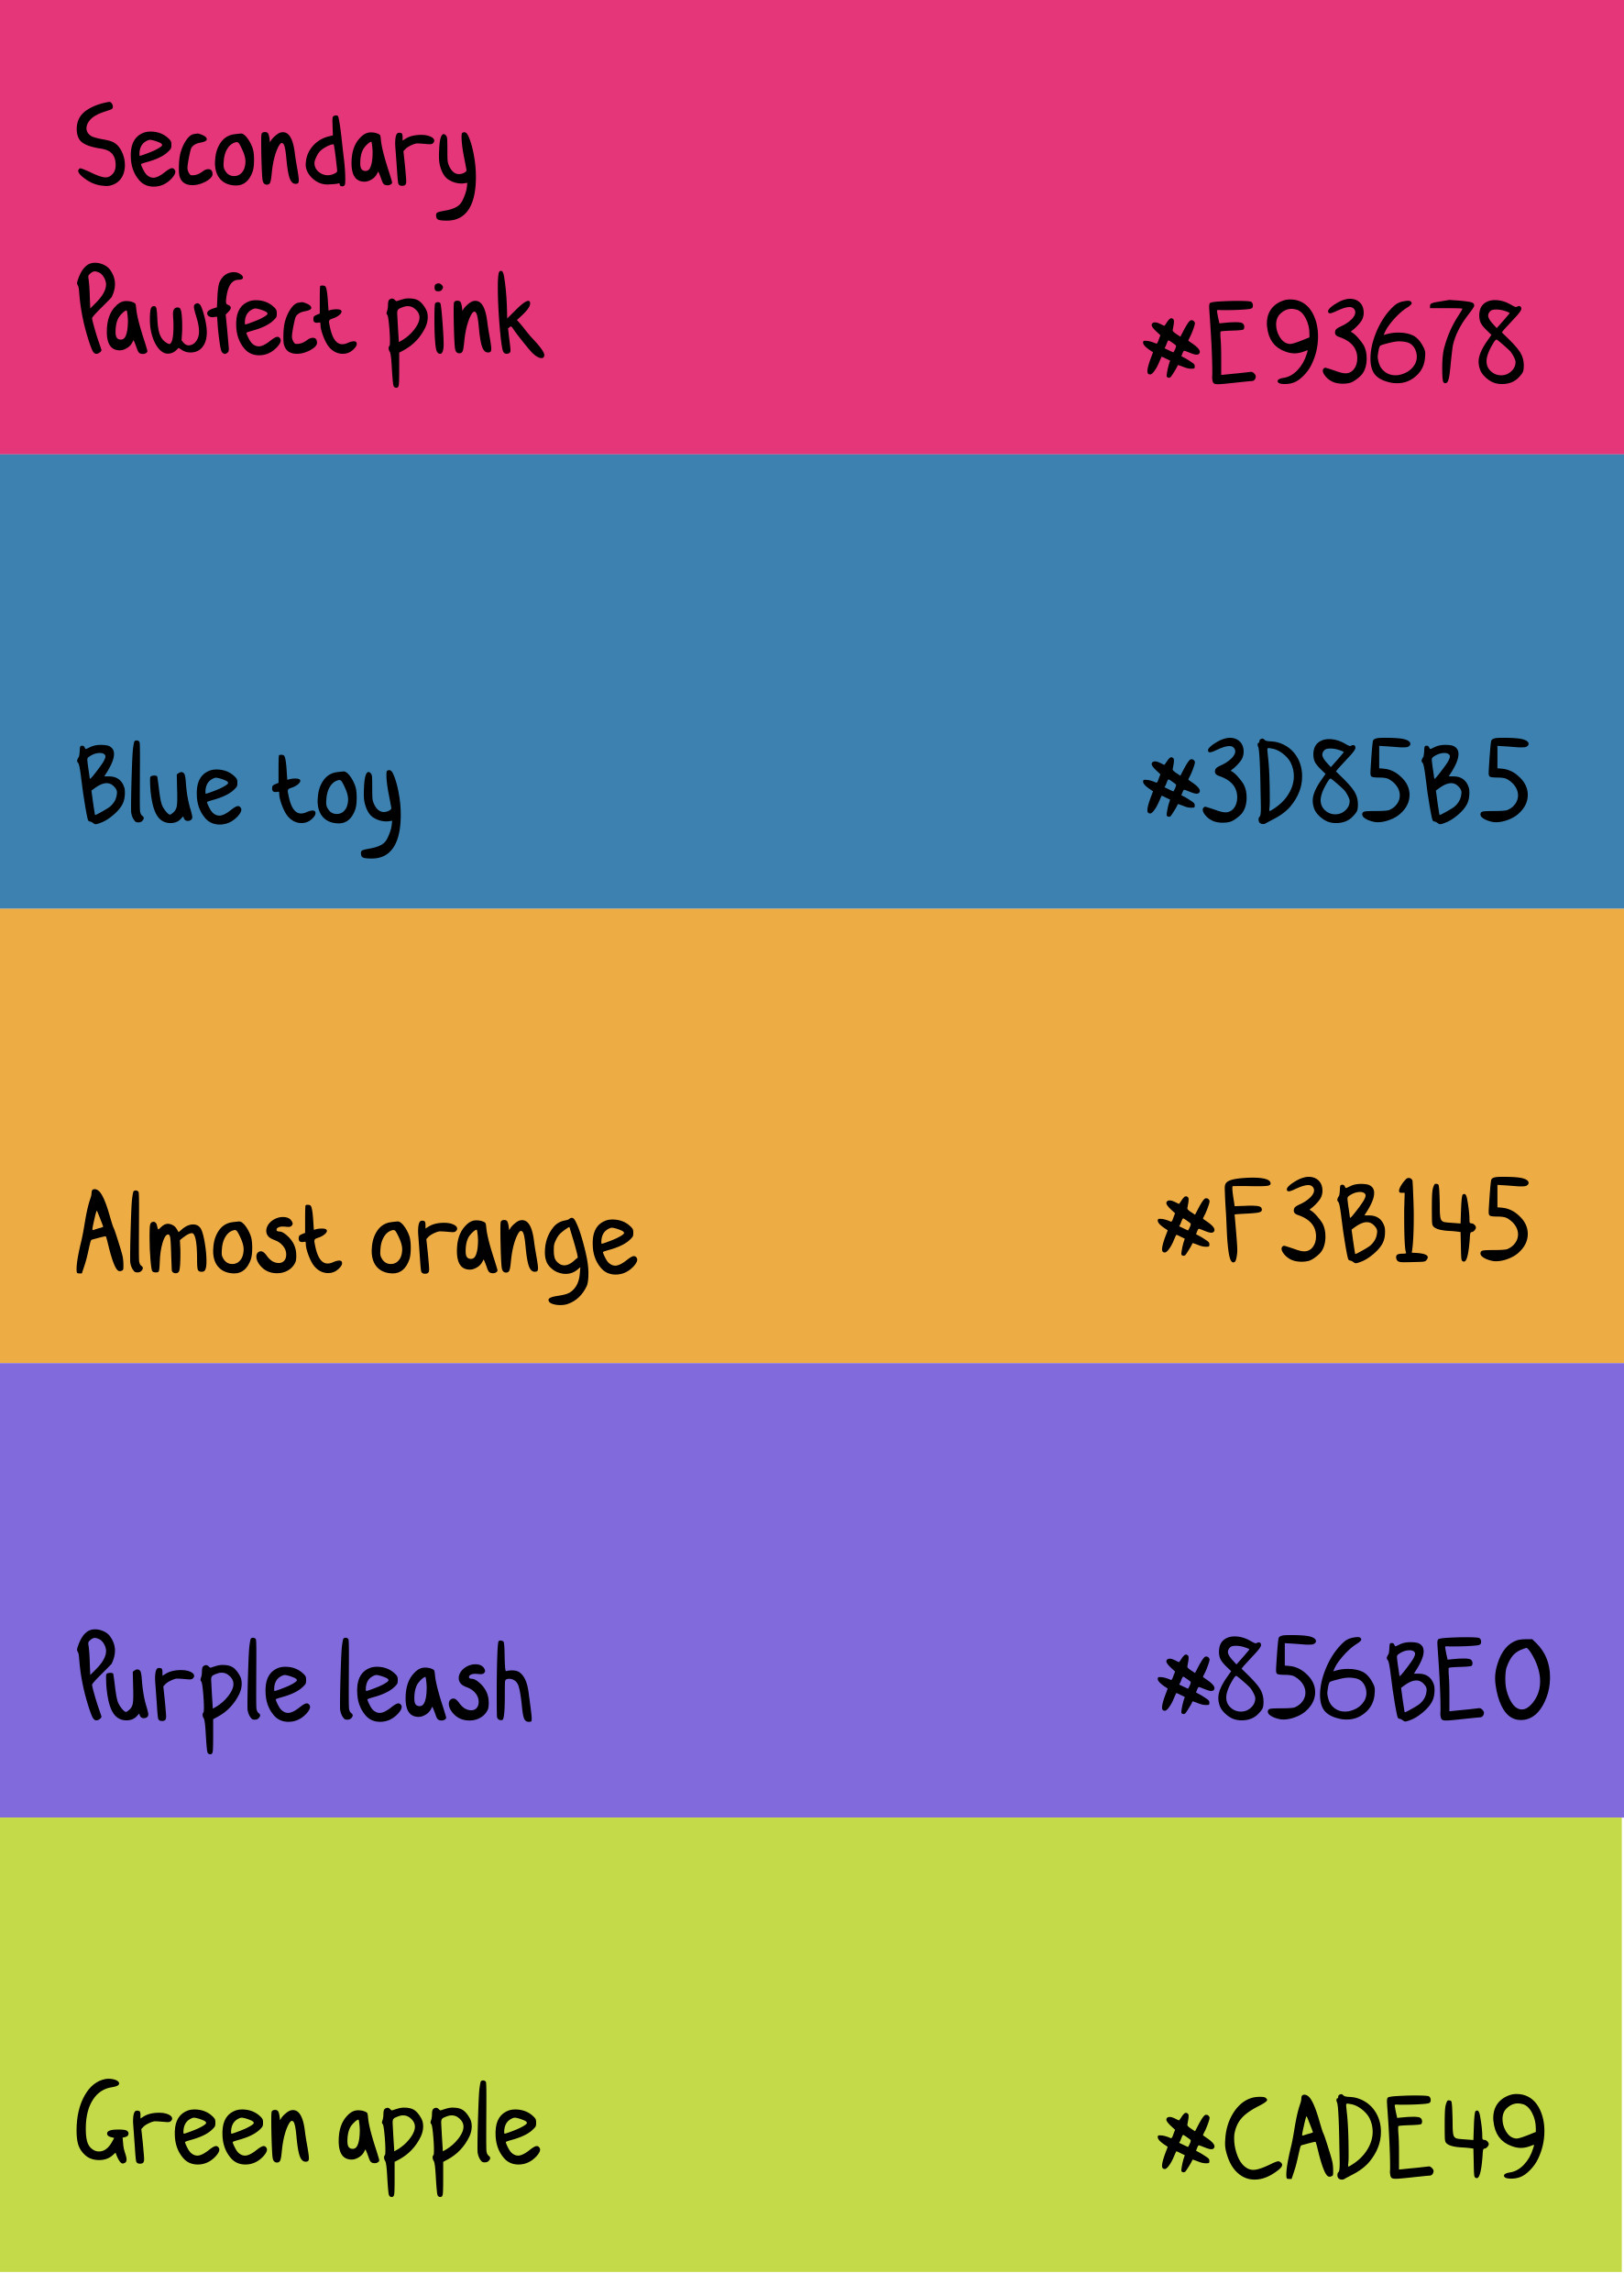 Secondary
Pawfect pink #E93678
Blue toy #3D85B5
Almost orange #F3B145
Purple leash #856BE0
Green apple #CADE49